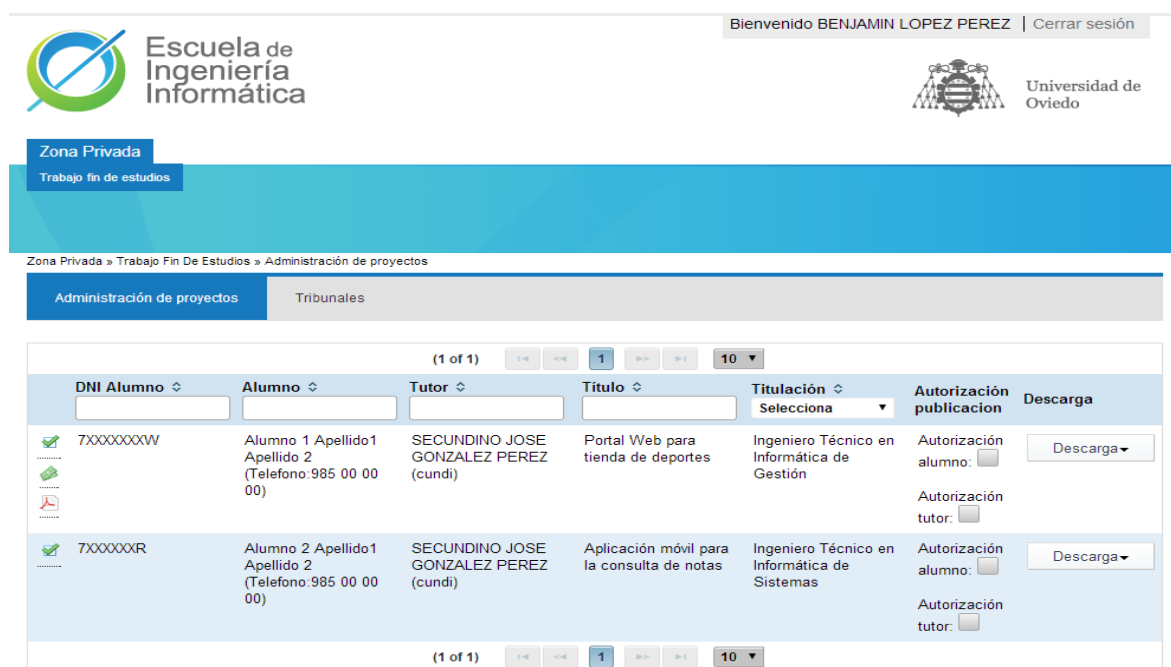 Bienvenido BENJAMIN LOPEZ PEREZ | Cerrar sesión
Escuela de
Ingeniería
Informática
Universidad de
Oviedo
Zona Privada
Trabajo fin de estudios
Zona Privada » Trabajo Fin De Estudios » Administración de proyectos
Administración de proyectos Tribunales
(1 of 1) 1 10
DNI Alumno Alumno Tutor Título Titulación Autorización publicacion Descarga
Selecciona
7XXXXXXXW
Alumno 1 Apellido1
Apellido 2
(Telefono:985 00 00
00)
SECUNDINO JOSE
GONZALEZ PEREZ
(cundi)
Portal Web para
tienda de deportes
Ingeniero Técnico en
Informática de
Gestión
Autorización
alumno:
Autorización
tutor:
Descarga
7XXXXXXR
Alumno 2 Apellido1
Apellido 2
(Telefono:985 00 00
00)
SECUNDINO JOSE
GONZALEZ PEREZ
(cundi)
Aplicación móvil para
la consulta de notas
Ingeniero Técnico en
Informática de
Sistemas
Autorización
alumno:
Autorización
tutor:
Descarga
(1 of 1) 1 10